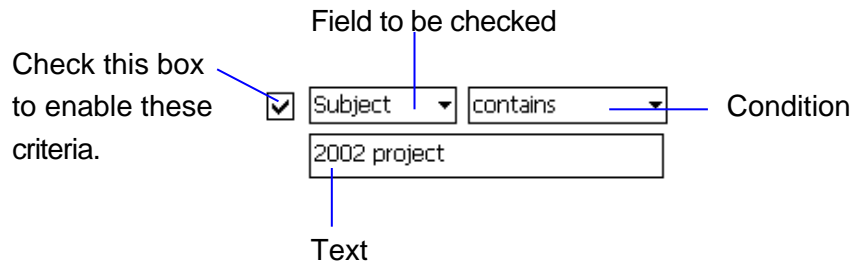 Field to be checked
Check this box
to enable these
criteria.
Subject
contains
Condition
2002 project
Text